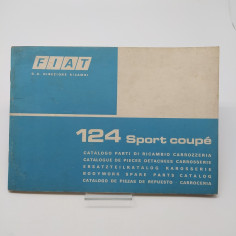 FIAT
D. M. DIREZIONE RICAMBI
124 Sport coupé
CATALOGO PARTI DI RICAMBIO CARROZZERIA
CATALOGUE DE PIECES DETACHEES CARROSSERIE
ERSATZTEILKATALOG KAROSSERIE
BODYWORK SPARE PARTS CATALOG
CATALOGO DE PIEZAS DE REPUESTO - CARROCERIA